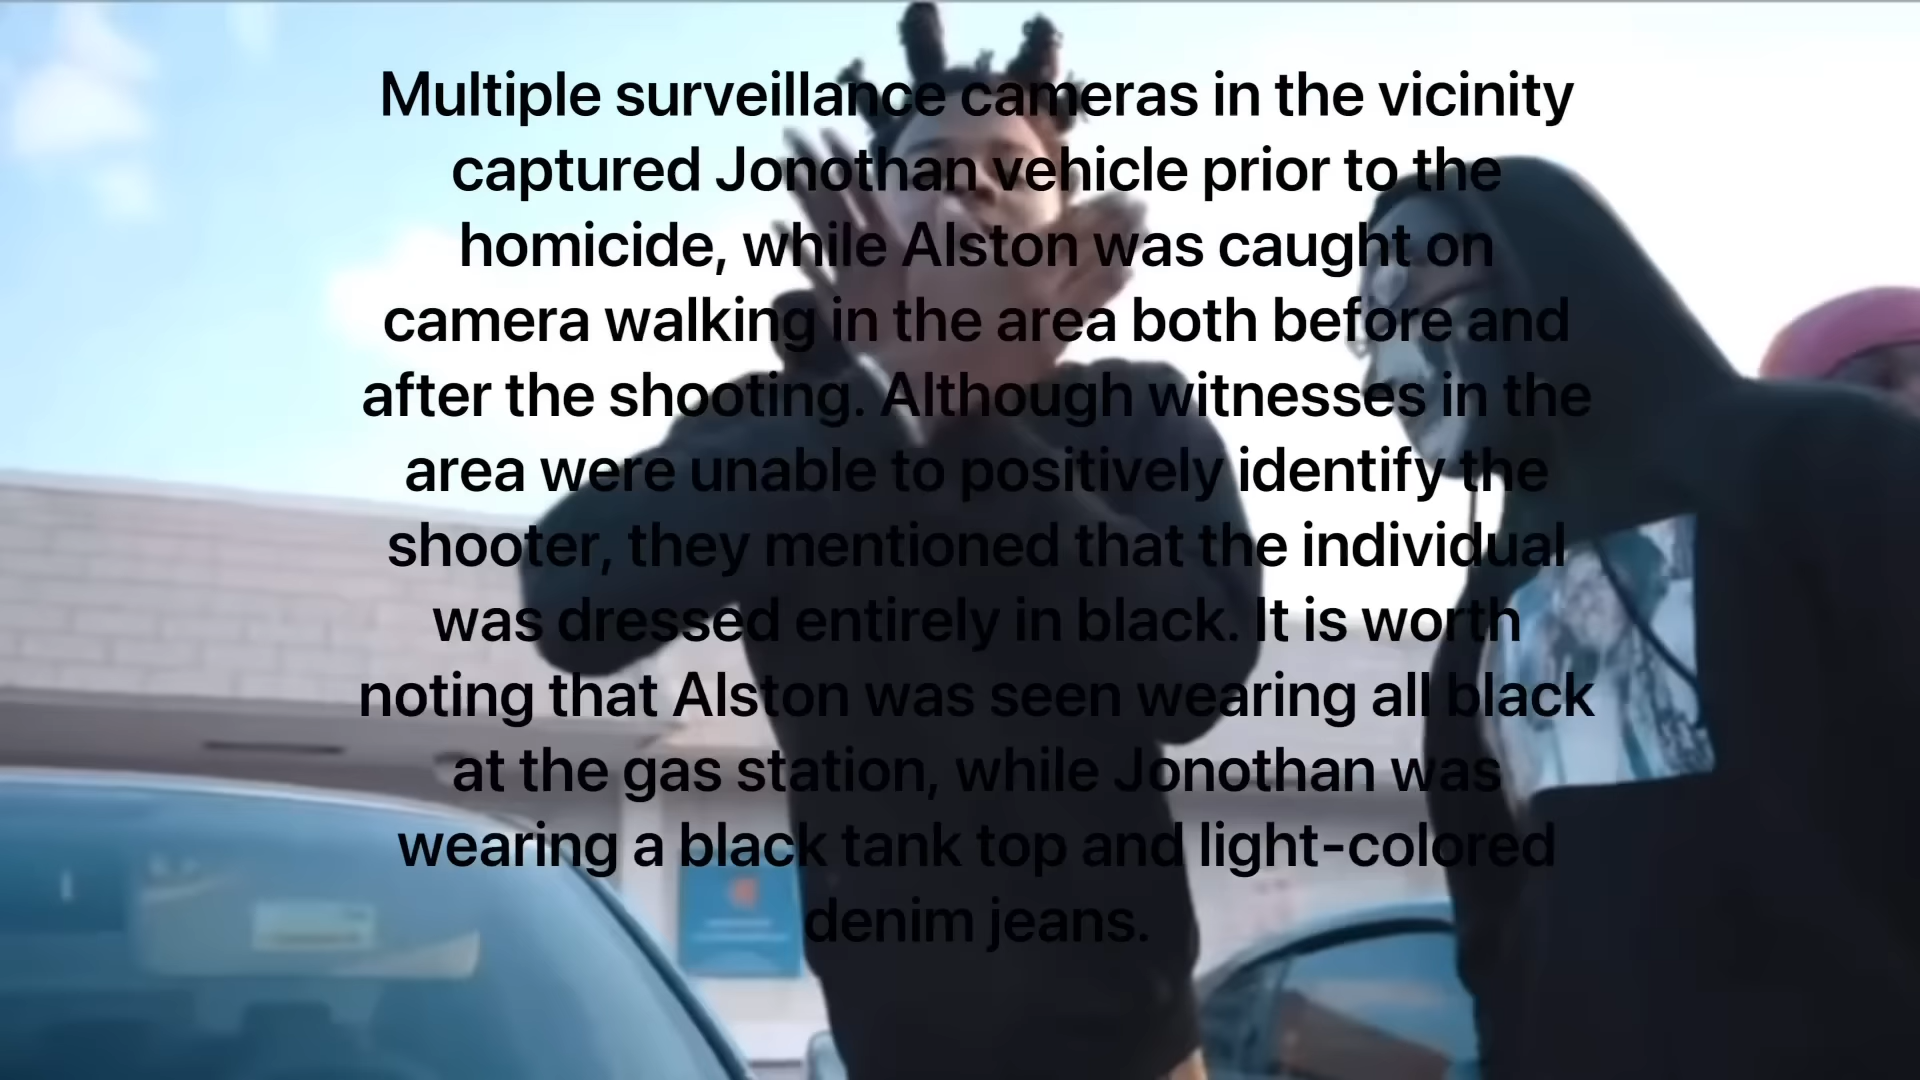 Multiple surveillance cameras in the vicinity
captured Jonothan vehicle prior to the
homicide, while Alston was caught on
camera walking in the area both before and
after the shooting. Although witnesses in the
area were unable to positively identify the
shooter, they mentioned that the individual
was dressed entirely in black. It is worth
noting that Alston was seen wearing all black
at the gas station, while Jonothan was
wearing a black tank top and light-colored
denim jeans.